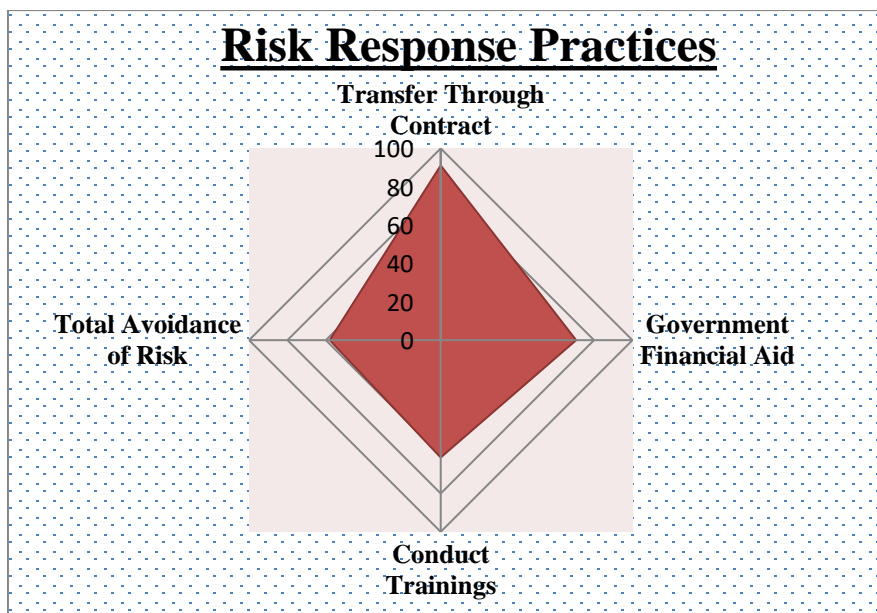 Risk Response Practices
Transfer Through
Contract
100
80
60
40
20
0
Total Avoidance
of Risk
Government
Financial Aid
Conduct
Trainings